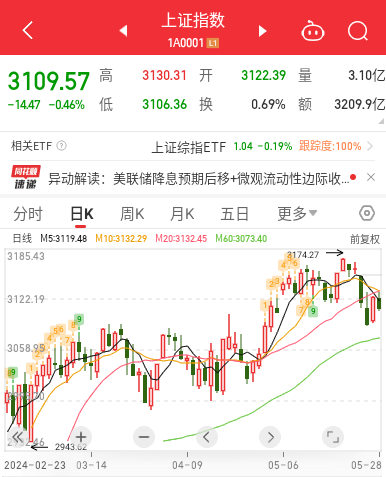 上证指数
1A0001 L1
3109.57 高 3130.31 开 3122.39 量 3.10亿
-14.47 -0.46% 低 3106.36 换 0.69% 额 3209.9亿
相关ETF ? 上证综指ETF 1.04 -0.19% 跟踪度:100%
同花顺速递 异动解读：美联储降息预期后移+微观流动性边际收...
分时 日K 周K 月K 五日 更多
日线 M5:3119.48 M10:3132.29 M20:3132.45 M60:3073.40 前复权
3185.43
3174.27
3122.19
3058.95
2943.62
2024-02-23 03-14 04-09 05-06 05-28